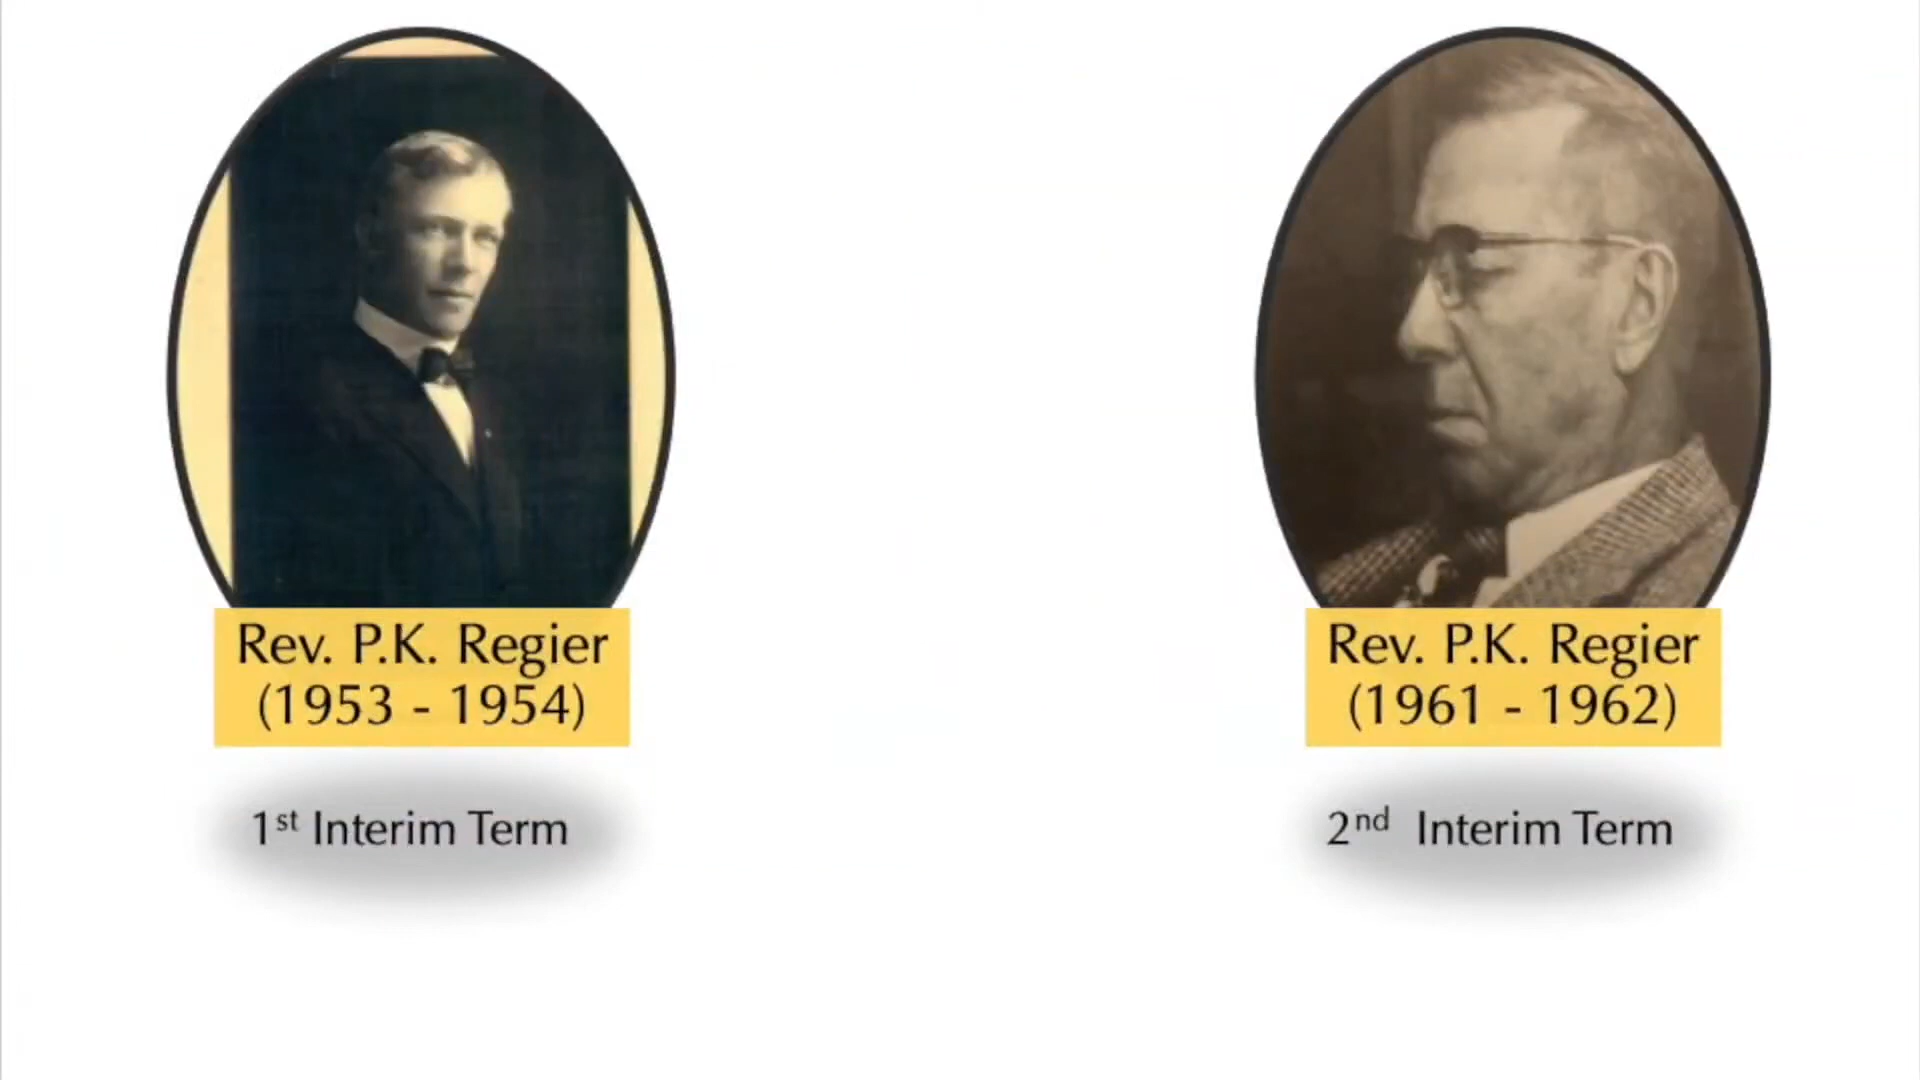 Rev. P.K. Regier
(1953 - 1954)
1st Interim Term
Rev. P.K. Regier
(1961 - 1962)
2nd Interim Term